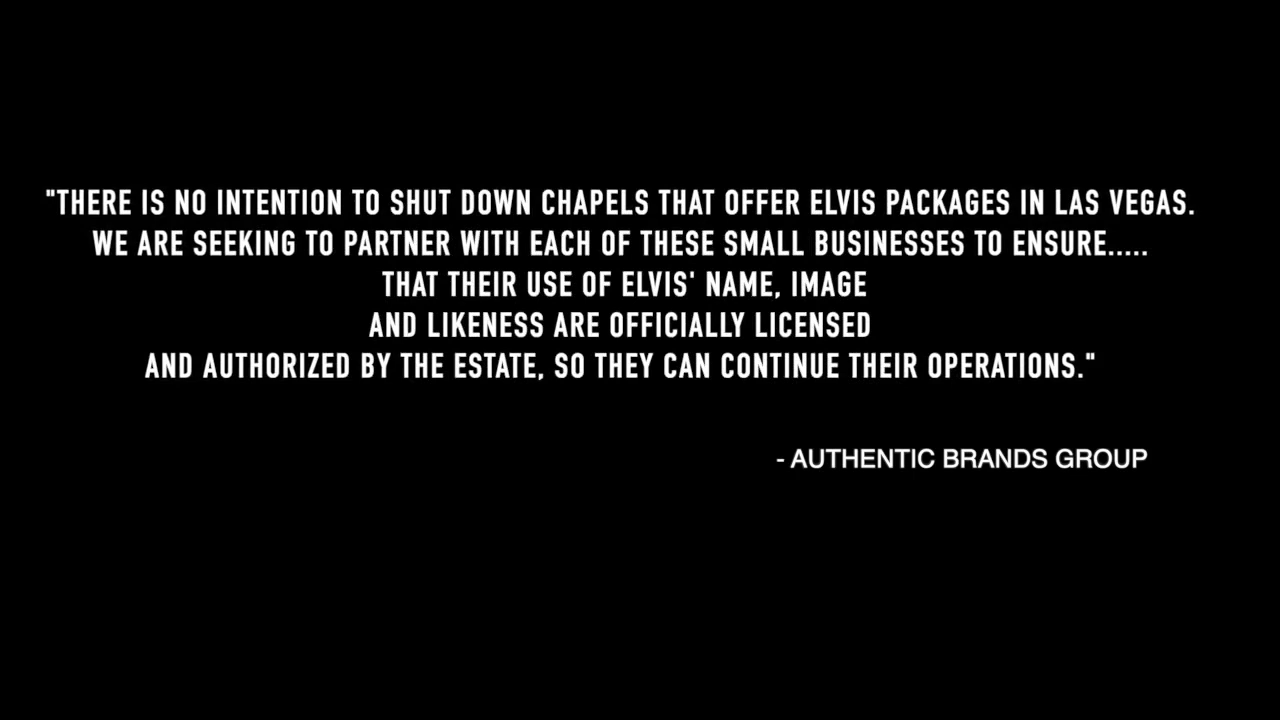 "THERE IS NO INTENTION TO SHUT DOWN CHAPELS THAT OFFER ELVIS PACKAGES IN LAS VEGAS.
WE ARE SEEKING TO PARTNER WITH EACH OF THESE SMALL BUSINESSES TO ENSURE.....
THAT THEIR USE OF ELVIS' NAME, IMAGE
AND LIKENESS ARE OFFICIALLY LICENSED
AND AUTHORIZED BY THE ESTATE, SO THEY CAN CONTINUE THEIR OPERATIONS."
- AUTHENTIC BRANDS GROUP